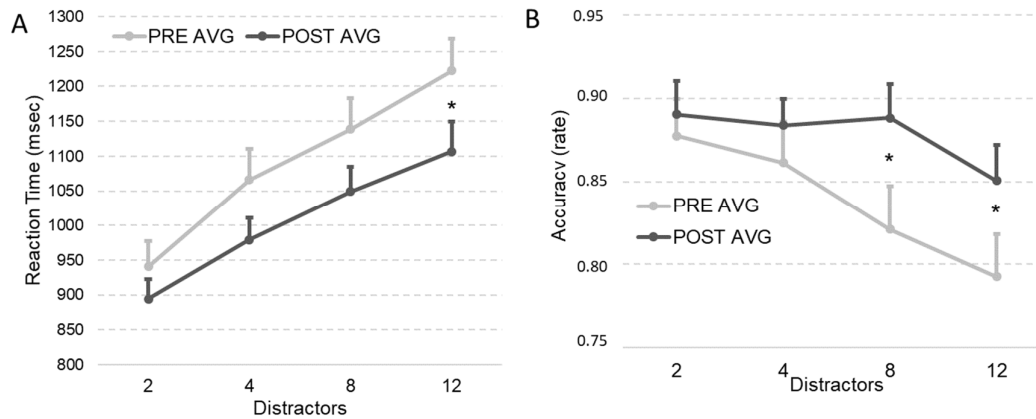 A
PRE AVG
POST AVG
Reaction Time (msec)
1300
1250
1200
1150
1100
1050
1000
950
900
850
800
*
2 4 8 12
Distractors
B
Accuracy (rate)
0.95
0.90
0.85
0.80
0.75
*
*
PRE AVG
POST AVG
2 4 8 12
Distractors